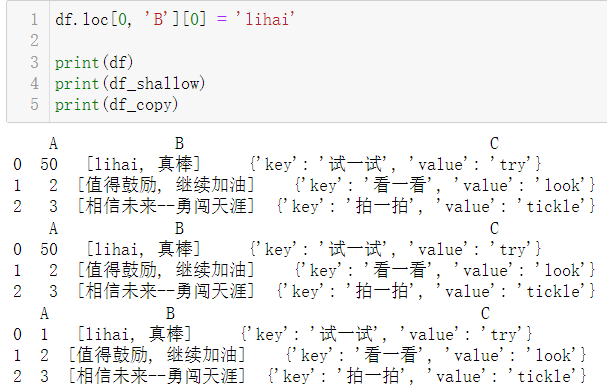 1 df.loc[0, 'B'][0] = 'lihai'
2
3 print(df)
4 print(df_shallow)
5 print(df_copy)
A B C
0 50 [lihai, 真棒] {'key': '试一试', 'value': 'try'}
1 2 [值得鼓励, 继续加油] {'key': '看一看', 'value': 'look'}
2 3 [相信未来--勇闯天涯] {'key': '拍一拍', 'value': 'tickle'}
A B C
0 50 [lihai, 真棒] {'key': '试一试', 'value': 'try'}
1 2 [值得鼓励, 继续加油] {'key': '看一看', 'value': 'look'}
2 3 [相信未来--勇闯天涯] {'key': '拍一拍', 'value': 'tickle'}
A B C
0 1 [lihai, 真棒] {'key': '试一试', 'value': 'try'}
1 2 [值得鼓励, 继续加油] {'key': '看一看', 'value': 'look'}
2 3 [相信未来--勇闯天涯] {'key': '拍一拍', 'value': 'tickle'}